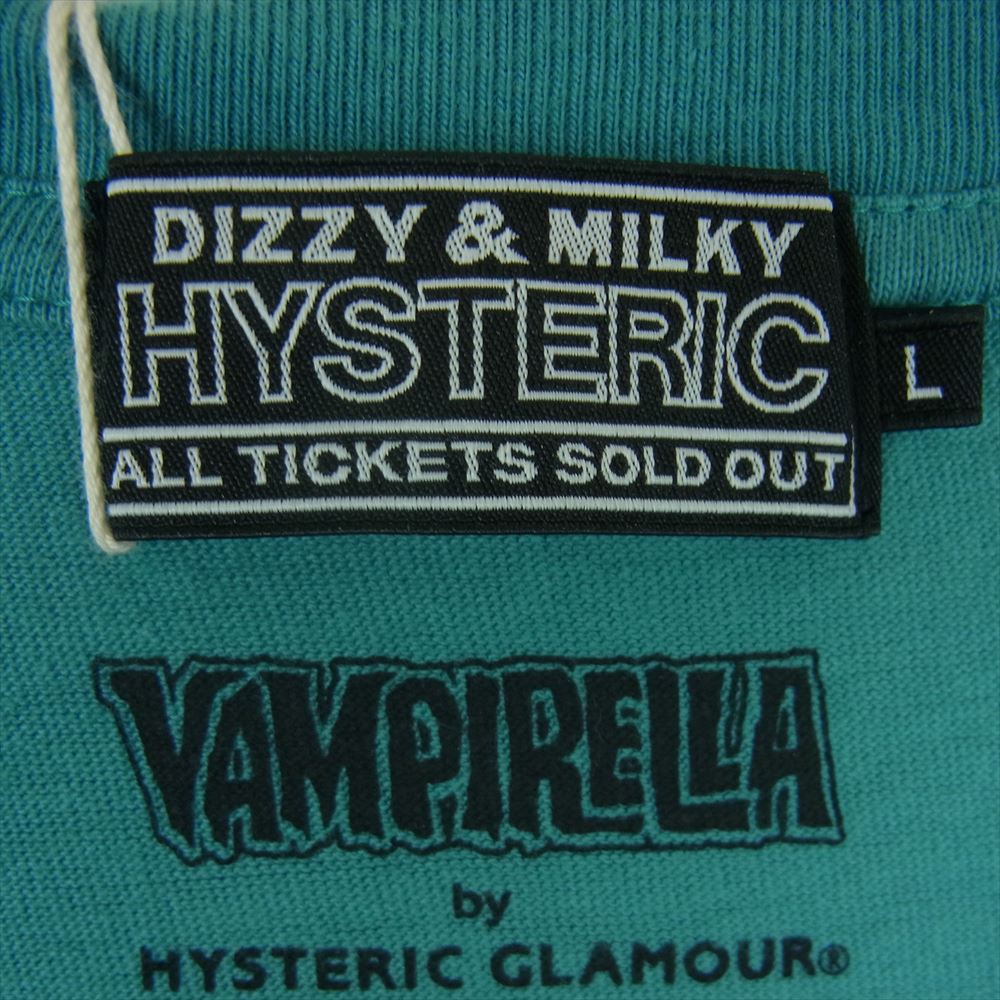 DIZZY & MILKY
HYSTERIC
ALL TICKETS SOLD OUT
L
VAMPIRELLA
by
HYSTERIC GLAMOUR®